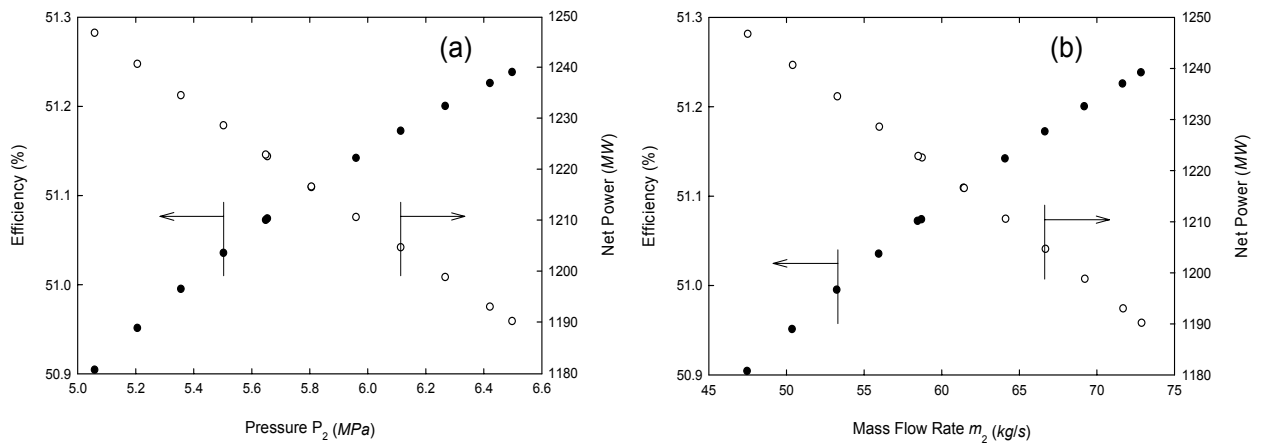 (a)
Efficiency (%)
51.3
51.2
51.1
51.0
50.9
1250
1240
1230
1220
1210
1200
1190
1180
Net Power (MW)
5.0 5.2 5.4 5.6 5.8 6.0 6.2 6.4 6.6
Pressure P2 (MPa)
(b)
Efficiency (%)
51.3
51.2
51.1
51.0
50.9
1250
1240
1230
1220
1210
1200
1190
1180
Net Power (MW)
45 50 55 60 65 70 75
Mass Flow Rate m2 (kg/s)